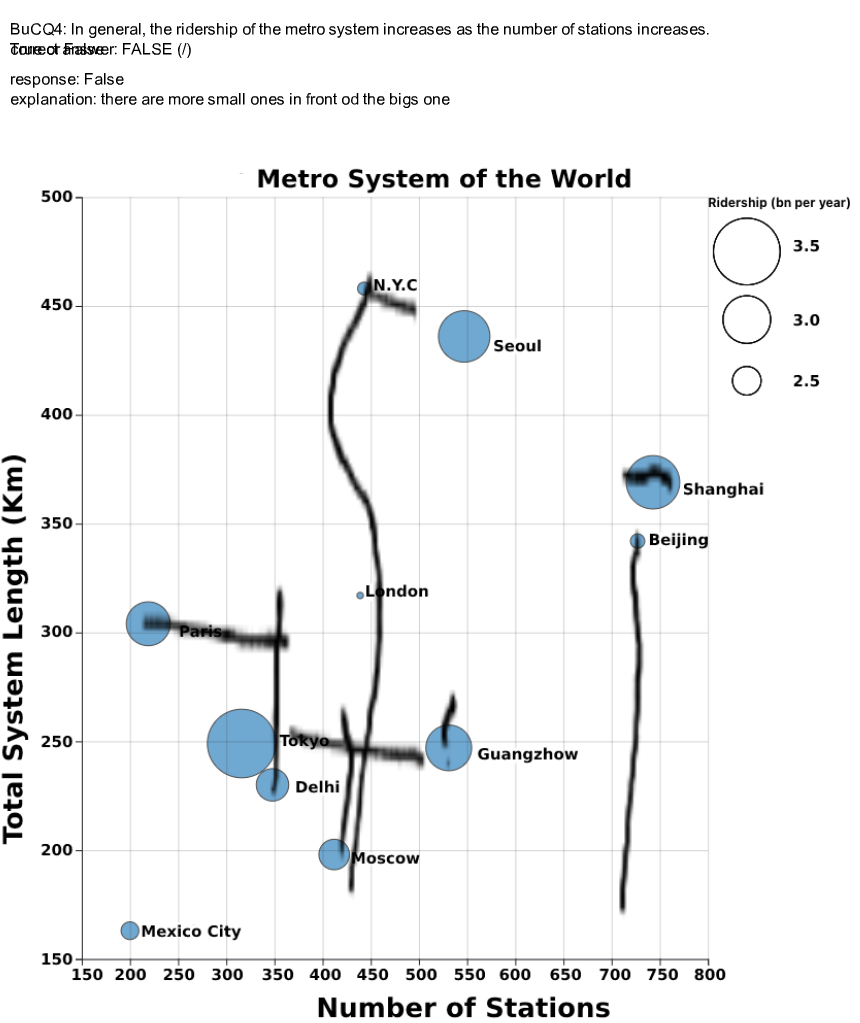 BuCQ4: In general, the ridership of the metro system increases as the number of stations increases.
True or False
Correct answer: FALSE (/)
response: False
explanation: there are more small ones in front od the bigs one
Metro System of the World
Ridership (bn per year)
3.5
3.0
2.5
Total System Length (Km)
500
450
400
350
300
250
200
150
N.Y.C
Seoul
Shanghai
Beijing
London
Paris
Tokyo
Guangzhow
Delhi
Moscow
Mexico City
150 200 250 300 350 400 450 500 550 600 650 700 750 800
Number of Stations